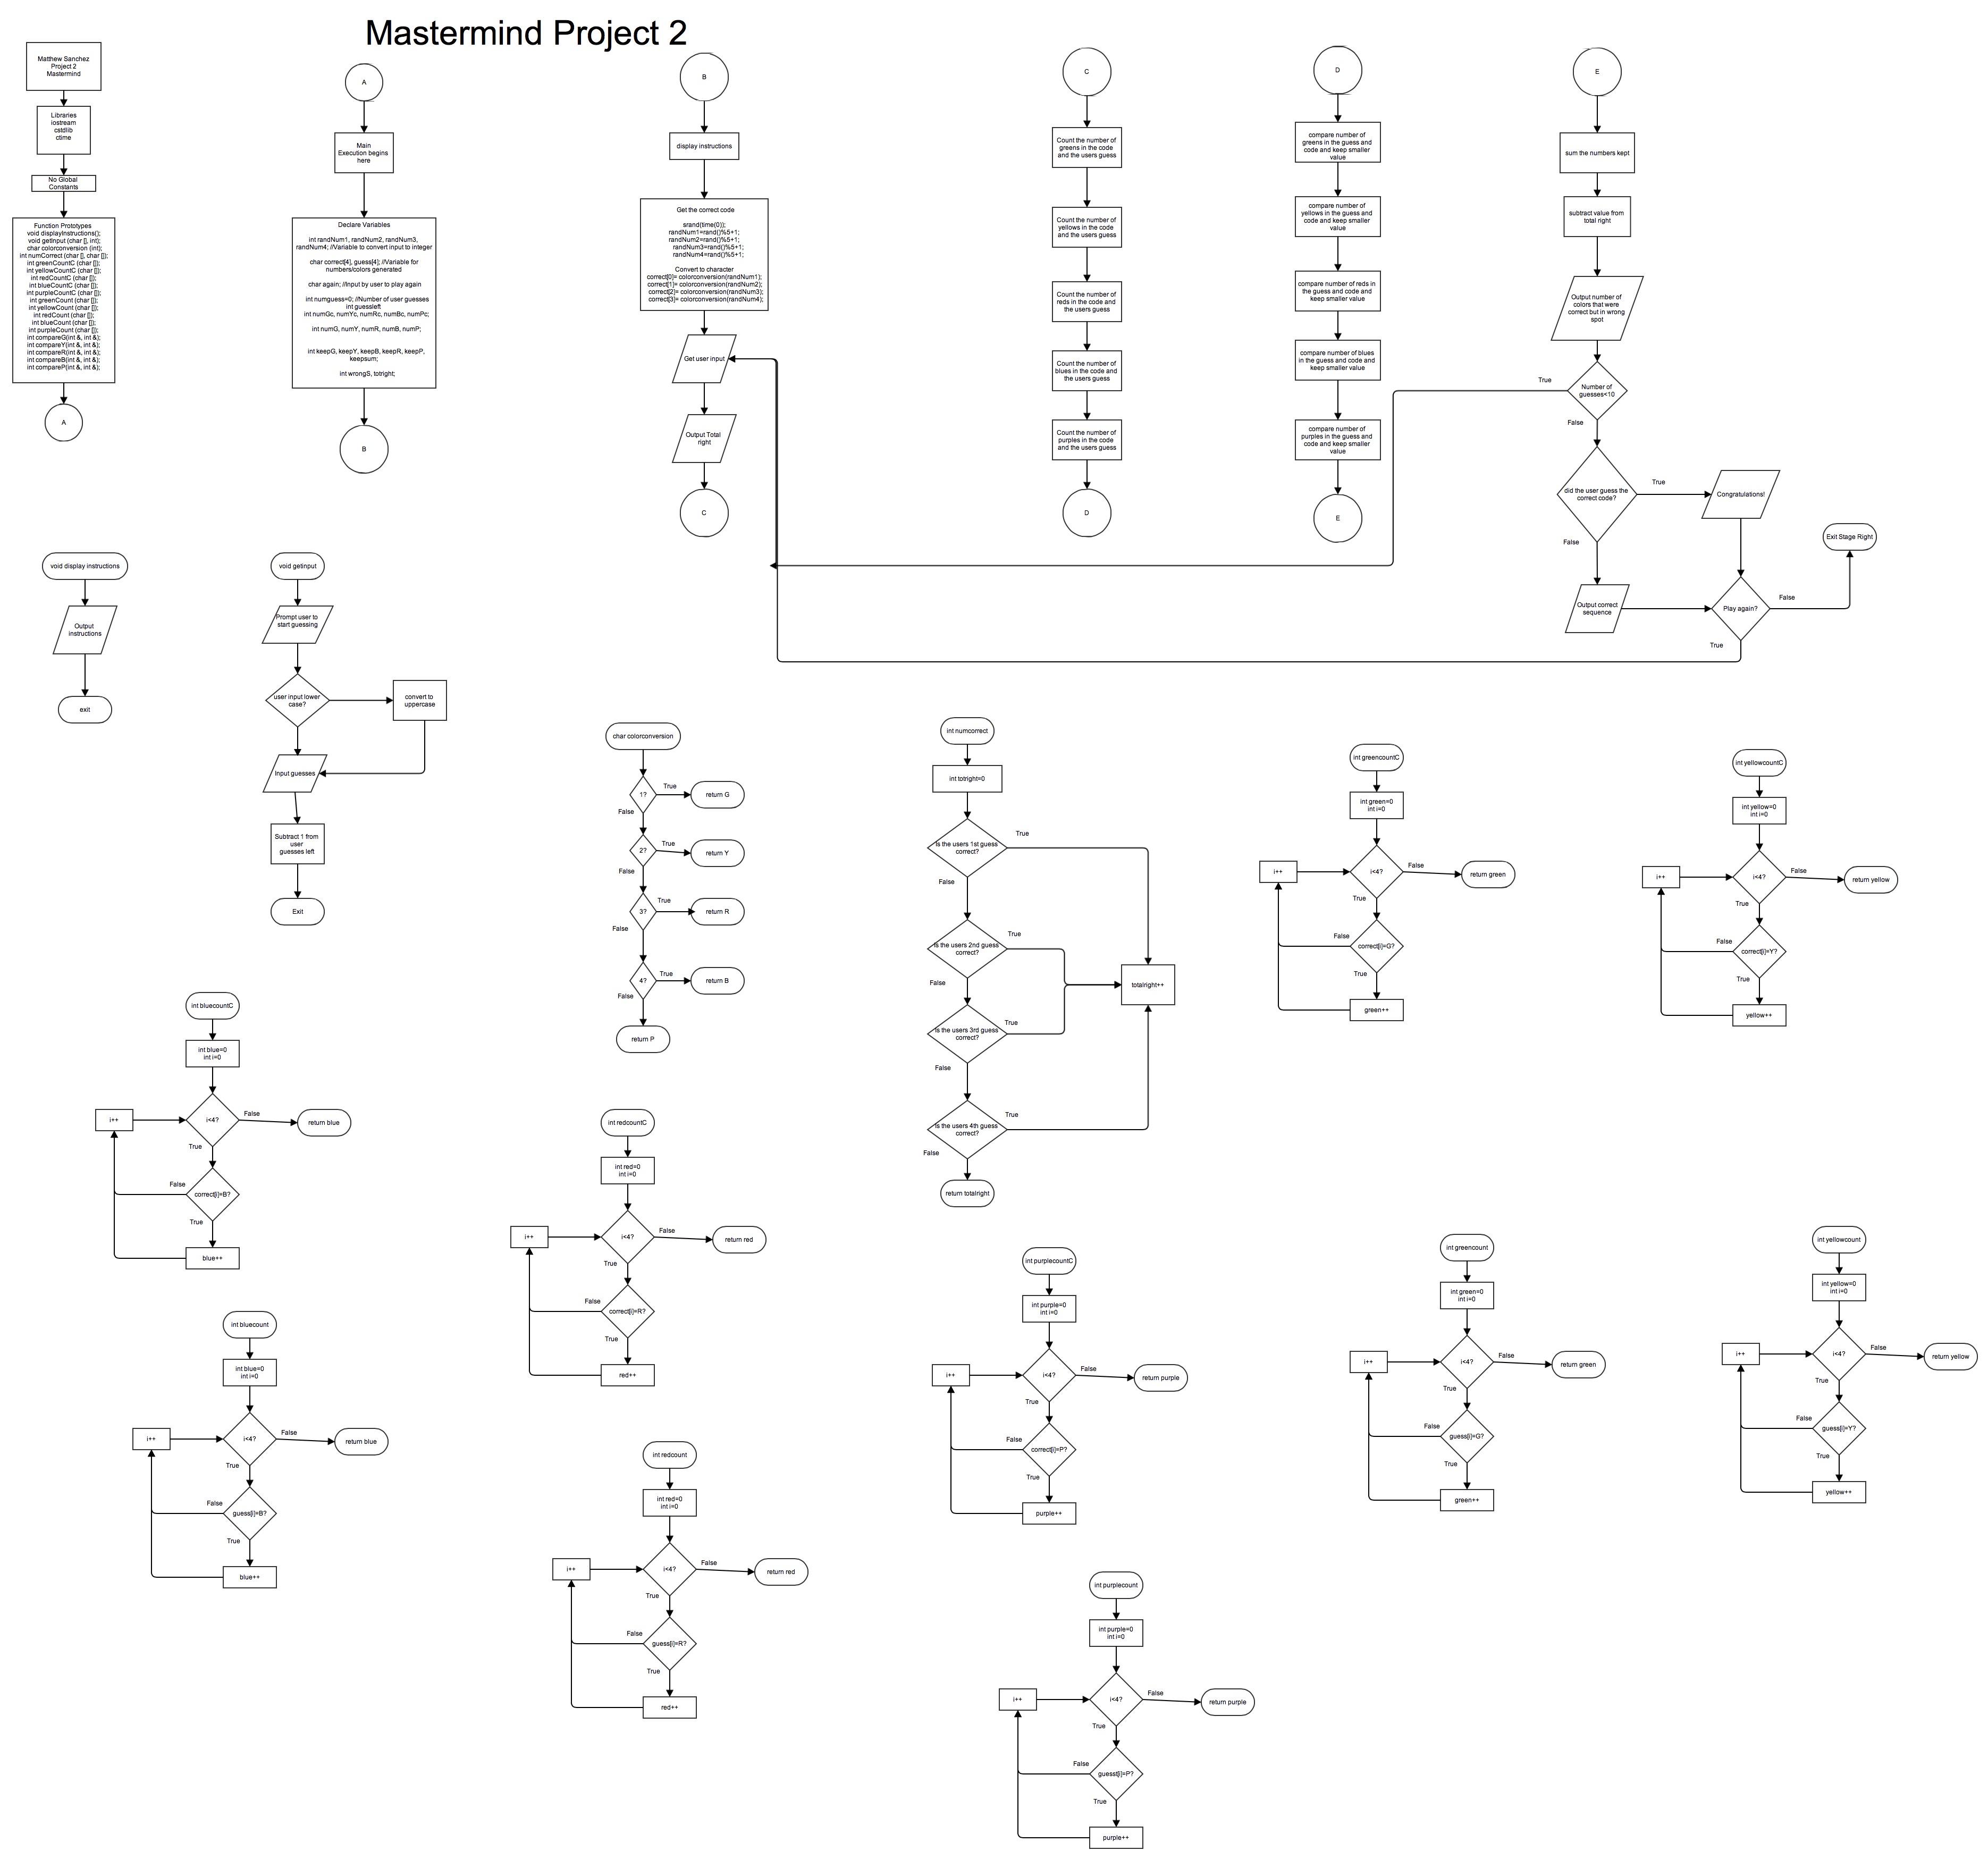 Mastermind Project 2
Matthew Sanchez
Project 2
Mastermind
Libraries
iostream
cstdlib
ctime
No Global
Constants
Function Prototypes
void displayInstructions();
void getInput (char [], int);
char colorconversion (int);
int numCorrect (char [], char []);
int greenCountC (char []);
int yellowCountC (char []);
int redCountC (char []);
int blueCountC (char []);
int purpleCountC (char []);
int greenCount (char []);
int yellowCount (char []);
int redCount (char []);
int blueCount (char []);
int purpleCount (char []);
int compareG(int &, int &);
int compareY(int &, int &);
int compareR(int &, int &);
int compareB(int &, int &);
int compareP(int &, int &);
A
A
Main
Execution begins
here
Declare Variables
int randNum1, randNum2, randNum3,
randNum4; //Variable to convert input to integer
char correct[4], guess[4]; //Variable for
numbers/colors generated
char again; //Input by user to play again
int numguess=0; //Number of user guesses
int guessleft
int numGc, numYc, numRc, numBc, numPc;
int numG, numY, numR, numB, numP;
int keepG, keepY, keepB, keepR, keepP,
keepsum;
int wrongS, totright;
B
B
display instructions
Get the correct code
srand(time(0));
randNum1=rand()%5+1;
randNum2=rand()%5+1;
randNum3=rand()%5+1;
randNum4=rand()%5+1;
Convert to character
correct[0]= colorconversion(randNum1);
correct[1]= colorconversion(randNum2);
correct[2]= colorconversion(randNum3);
correct[3]= colorconversion(randNum4);
Get user input
Output Total
right
C
C
Count the number of
greens in the code
and the users guess
Count the number of
yellows in the code
and the users guess
Count the number of
reds in the code and
the users guess
Count the number of
blues in the code and
the users guess
Count the number of
purples in the code
and the users guess
D
D
compare number of
greens in the guess and
code and keep smaller
value
compare number of
yellows in the guess and
code and keep smaller
value
compare number of reds in
the guess and code and
keep smaller value
compare number of blues
in the guess and code and
keep smaller value
compare number of
purples in the guess and
code and keep smaller
value
E
E
sum the numbers kept
subtract value from
total right
Output number of
colors that were
correct but in wrong
spot
Number of
guesses<10
True
False
did the user guess the
correct code?
True
False
Congratulations!
Output correct
sequence
Play again?
False
True
Exit Stage Right
void display instructions
Output
instructions
exit
void getinput
Prompt user to
start guessing
user input lower
case?
convert to
uppercase
Input guesses
Subtract 1 from
user
guesses left
Exit
char colorconversion
1?
True
return G
False
2?
True
return Y
False
3?
True
return R
False
4?
True
return B
False
return P
int numcorrect
int totright=0
Is the users 1st guess
correct?
True
False
Is the users 2nd guess
correct?
True
False
Is the users 3rd guess
correct?
True
False
Is the users 4th guess
correct?
True
False
totalright++
return totalright
int greencountC
int green=0
int i=0
i++
i<4?
False
return green
True
False
correct[i]=G?
True
green++
int yellowcountC
int yellow=0
int i=0
i++
i<4?
False
return yellow
True
False
correct[i]=Y?
True
yellow++
int bluecountC
int blue=0
int i=0
i++
i<4?
False
return blue
True
False
correct[i]=B?
True
blue++
int redcountC
int red=0
int i=0
i++
i<4?
False
return red
True
False
correct[i]=R?
True
red++
int purplecountC
int purple=0
int i=0
i++
i<4?
False
return purple
True
False
correct[i]=P?
True
purple++
int greencount
int green=0
int i=0
i++
i<4?
False
return green
True
False
guess[i]=G?
True
green++
int yellowcount
int yellow=0
int i=0
i++
i<4?
False
return yellow
True
False
guess[i]=Y?
True
yellow++
int bluecount
int blue=0
int i=0
i++
i<4?
False
return blue
True
False
guess[i]=B?
True
blue++
int redcount
int red=0
int i=0
i++
i<4?
False
return red
True
False
guess[i]=R?
True
red++
int purplecount
int purple=0
int i=0
i++
i<4?
False
return purple
True
False
guesst[i]=P?
True
purple++